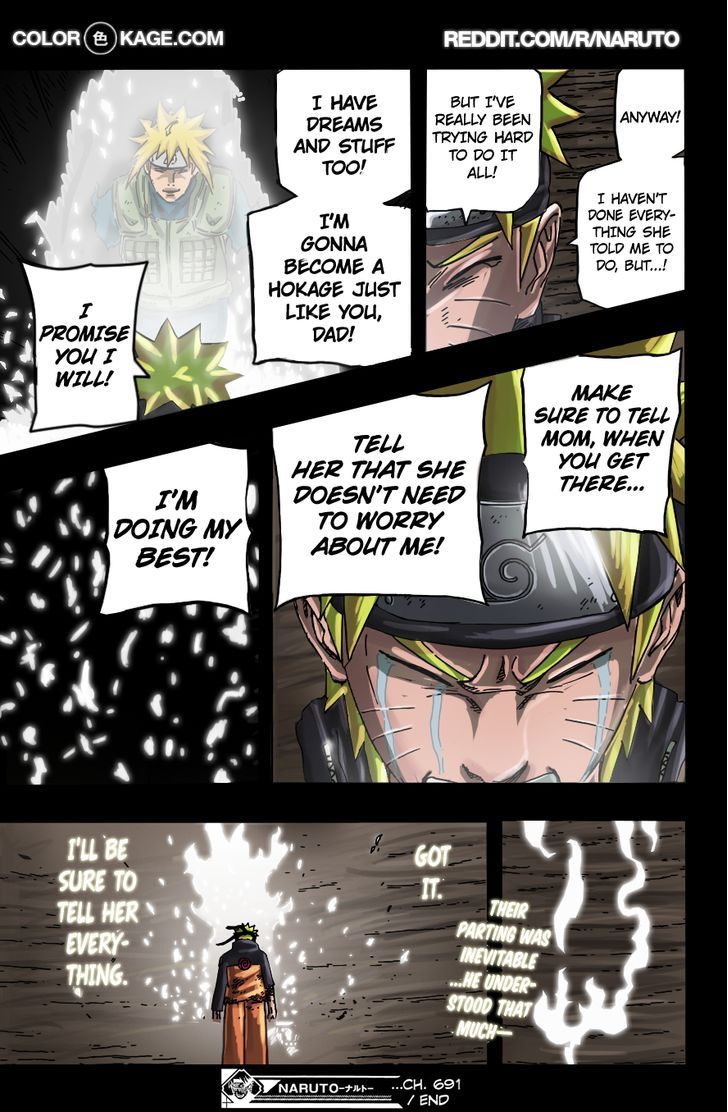 COLOR 色 KAGE.COM
REDDIT.COM/R/NARUTO
ANYWAY!
I HAVEN'T
DONE EVERY-
THING SHE
TOLD ME TO
DO, BUT...!
BUT I'VE
REALLY BEEN
TRYING HARD
TO DO IT
ALL!
I HAVE
DREAMS
AND STUFF
TOO!
I'M
GONNA
BECOME A
HOKAGE JUST
LIKE YOU,
DAD!
I
PROMISE
YOU I
WILL!
MAKE
SURE TO TELL
MOM, WHEN
YOU GET
THERE...
TELL
HER THAT SHE
DOESN'T NEED
TO WORRY
ABOUT ME!
I'M
DOING MY
BEST!
GOT
IT.
I'LL BE
SURE TO
TELL HER
EVERY-
THING.
THEIR
PARTING WAS
INEVITABLE
...HE UNDER-
STOOD THAT
MUCH—
NARUTO—ナルト—
...CH. 691
/ END